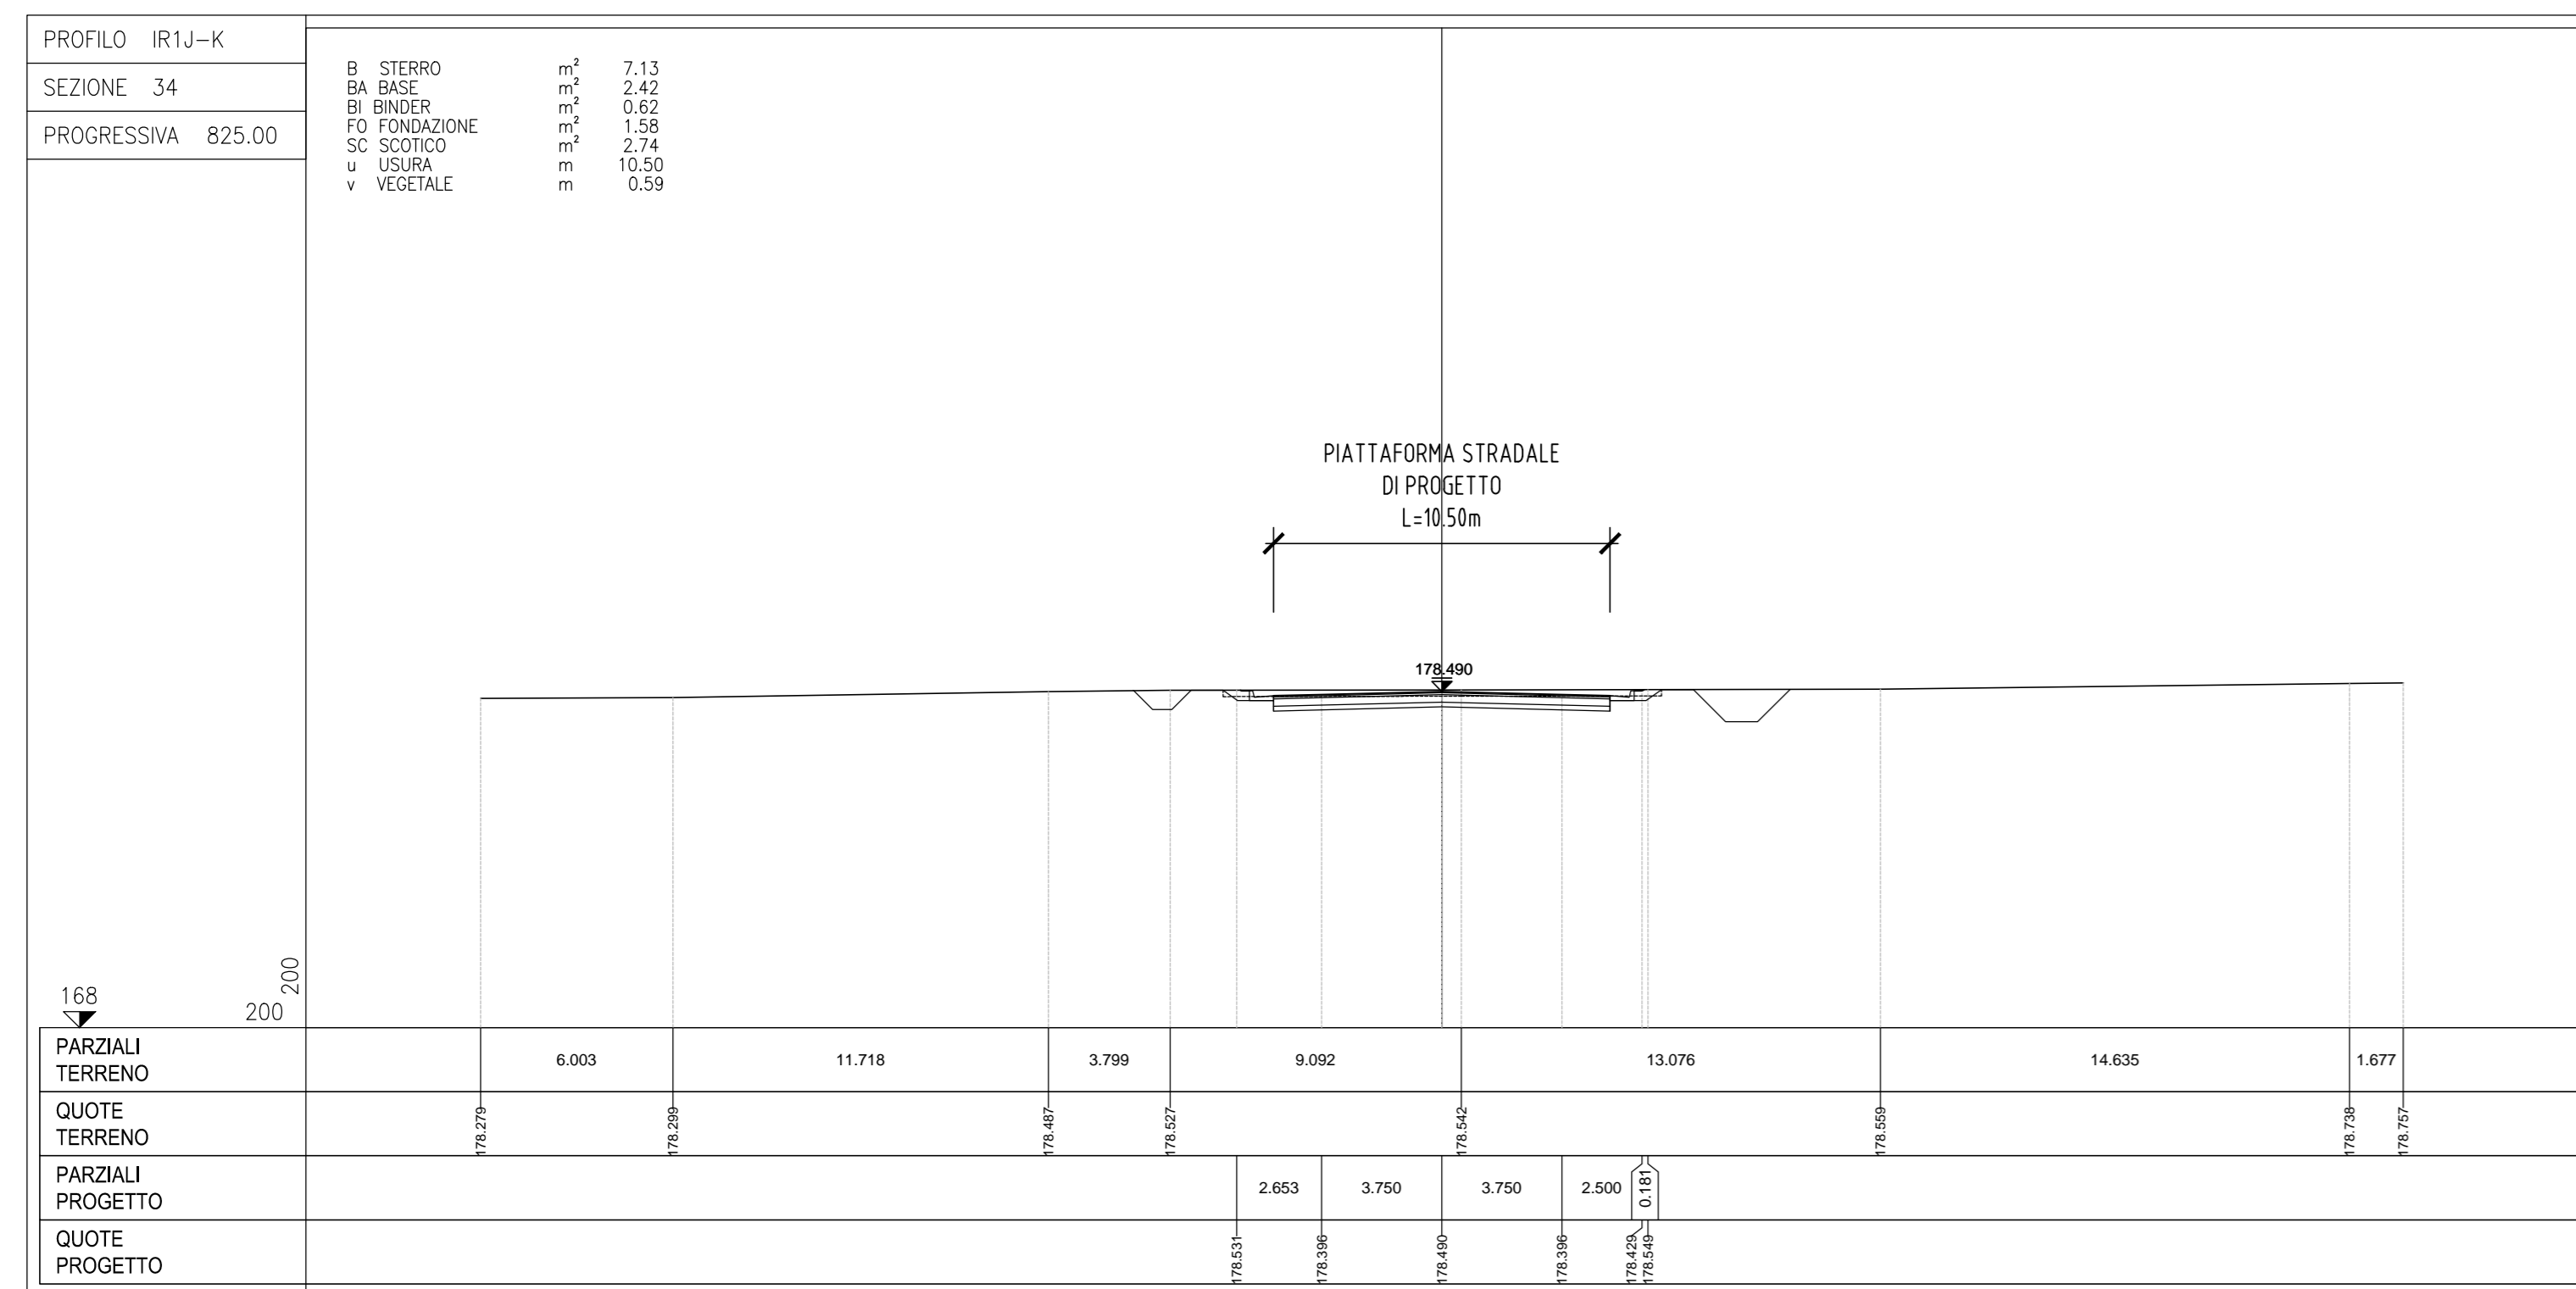 PROFILO IR1J-K
SEZIONE 34
PROGRESSIVA 825.00
B STERRO m² 7.13
BA BASE m² 2.42
BI BINDER m² 0.62
FO FONDAZIONE m² 1.58
SC SCOTICO m² 2.74
u USURA m 10.50
v VEGETALE m 0.59
PIATTAFORMA STRADALE
DI PROGETTO
L=10.50m
178.490
200
168
200
PARZIALI
TERRENO
6.003 11.718 3.799 9.092 13.076 14.635 1.677
QUOTE
TERRENO
178.279 178.299 178.487 178.527 178.542 178.559 178.738 178.757
PARZIALI
PROGETTO
2.653 3.750 3.750 2.500 0.181
QUOTE
PROGETTO
178.531 178.396 178.490 178.396 178.429 178.549